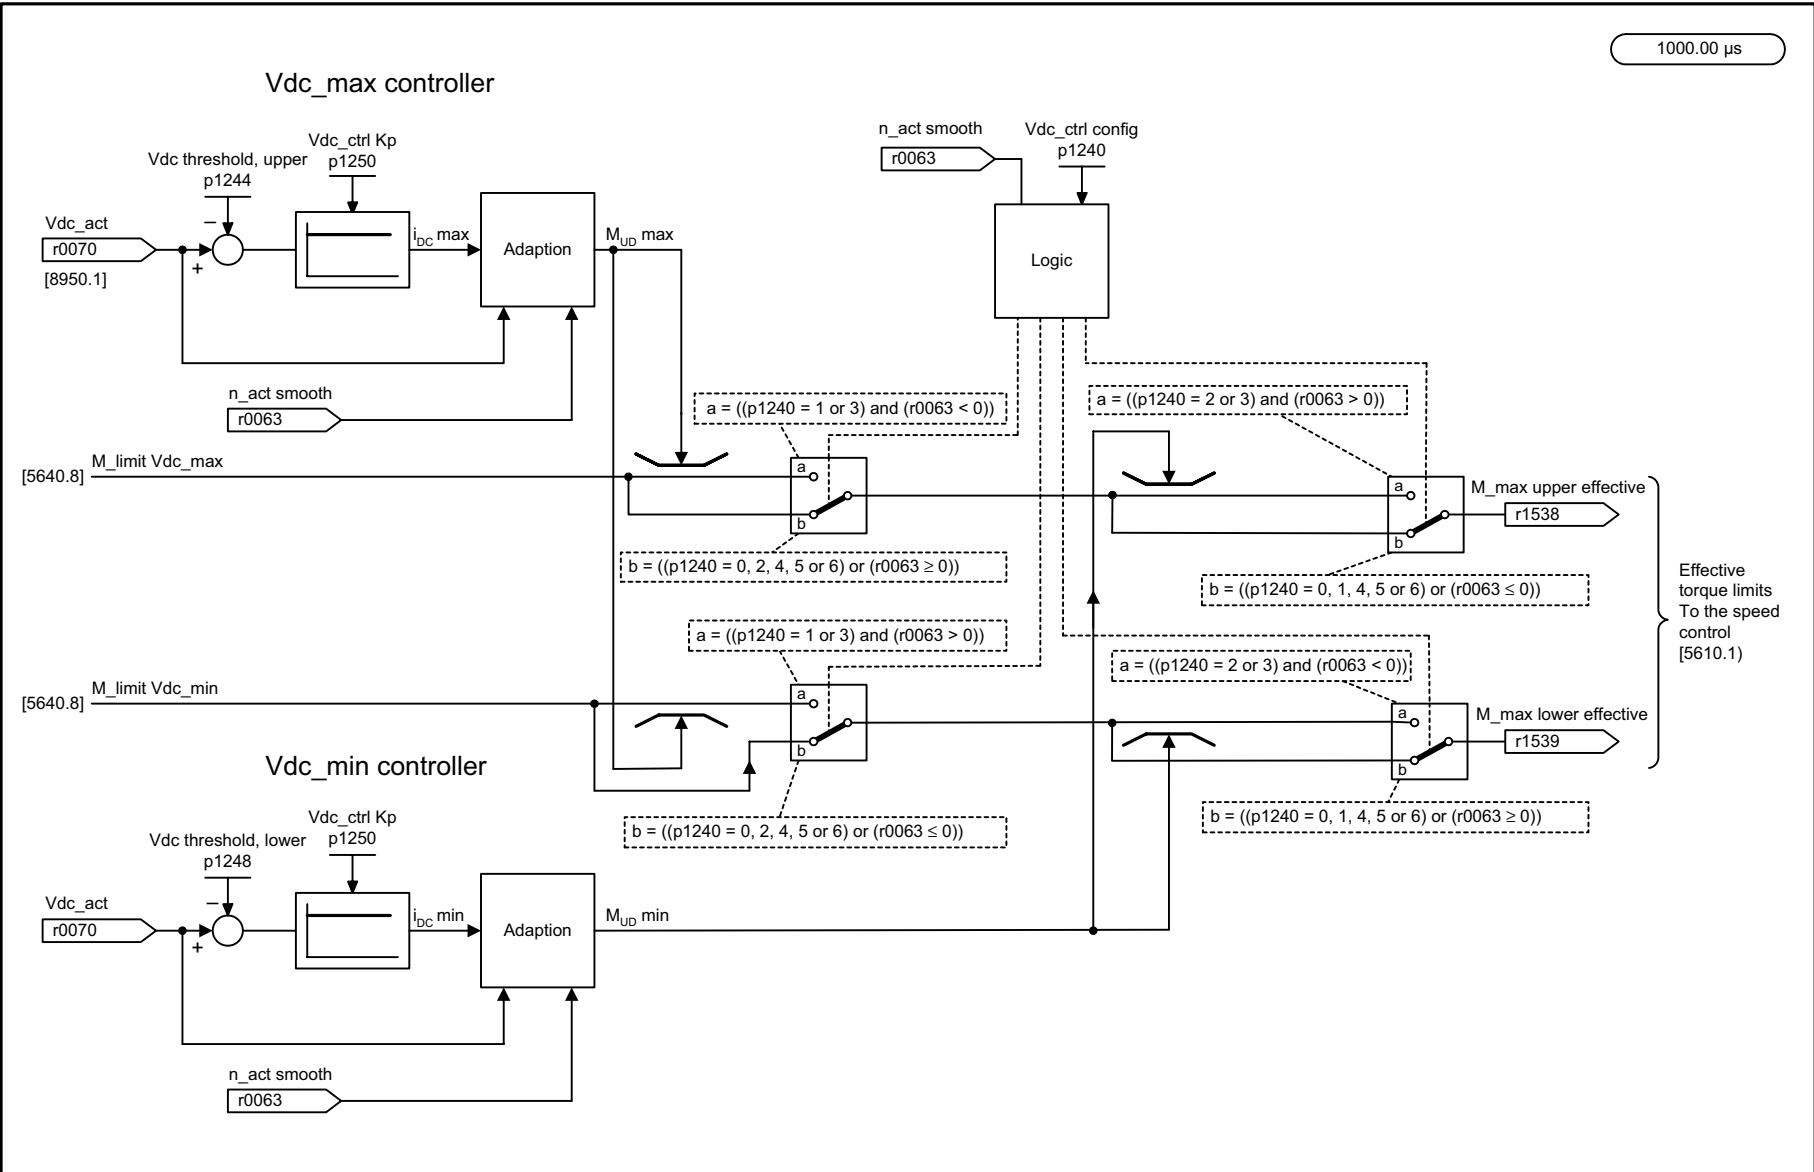 1000.00 µs
Vdc_max controller
Vdc_ctrl Kp
p1250
Vdc threshold, upper
p1244
Vdc_act
r0070
[8950.1]
–
+
i_DC max
Adaption
M_UD max
n_act smooth
r0063
n_act smooth
r0063
Vdc_ctrl config
p1240
Logic
a = ((p1240 = 1 or 3) and (r0063 < 0))
a = ((p1240 = 2 or 3) and (r0063 > 0))
[5640.8]
M_limit Vdc_max
a
b
a
b
M_max upper effective
r1538
b = ((p1240 = 0, 2, 4, 5 or 6) or (r0063 ≥ 0))
b = ((p1240 = 0, 1, 4, 5 or 6) or (r0063 ≤ 0))
Effective
torque limits
To the speed
control
[5610.1)
a = ((p1240 = 1 or 3) and (r0063 > 0))
a = ((p1240 = 2 or 3) and (r0063 < 0))
[5640.8]
M_limit Vdc_min
a
b
a
b
M_max lower effective
r1539
b = ((p1240 = 0, 2, 4, 5 or 6) or (r0063 ≤ 0))
b = ((p1240 = 0, 1, 4, 5 or 6) or (r0063 ≥ 0))
Vdc_min controller
Vdc_ctrl Kp
p1250
Vdc threshold, lower
p1248
Vdc_act
r0070
–
+
i_DC min
Adaption
M_UD min
n_act smooth
r0063